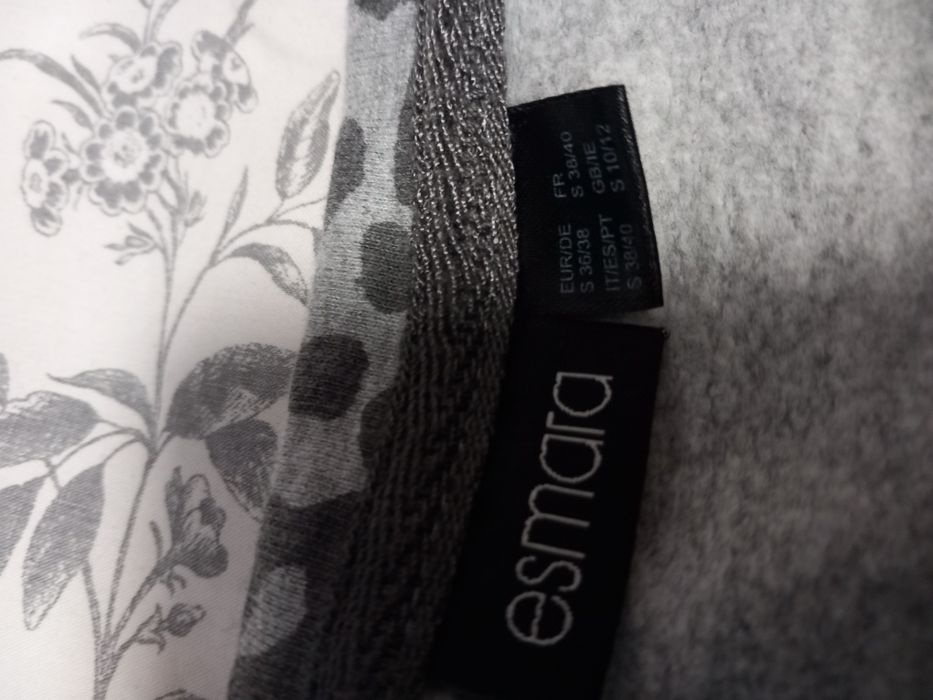 EUR/DE FR
S 36/38 S 38/40
IT/ES/PT GB/IE
S 38/40 S 10/12
esmara